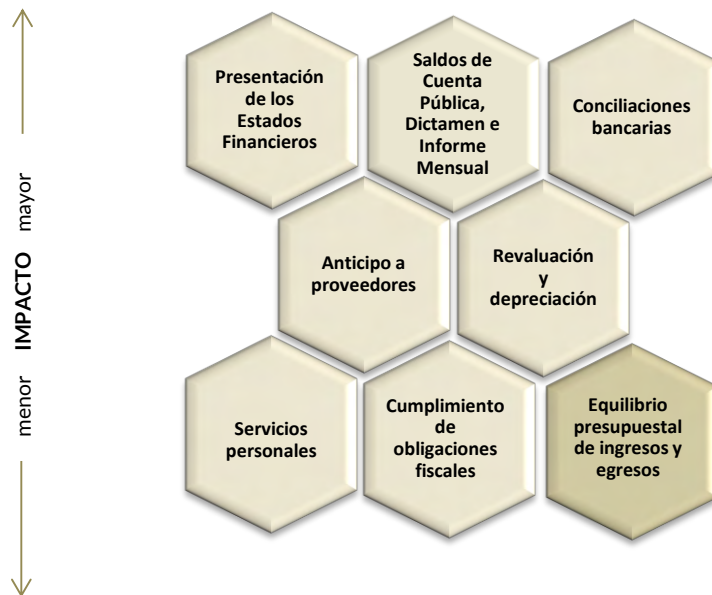 mayor
IMPACTO
menor
Presentación
de los
Estados
Financieros
Saldos de
Cuenta
Pública,
Dictamen e
Informe
Mensual
Conciliaciones
bancarias
Anticipo a
proveedores
Revaluación
y
depreciación
Servicios
personales
Cumplimiento
de
obligaciones
fiscales
Equilibrio
presupuestal
de ingresos y
egresos